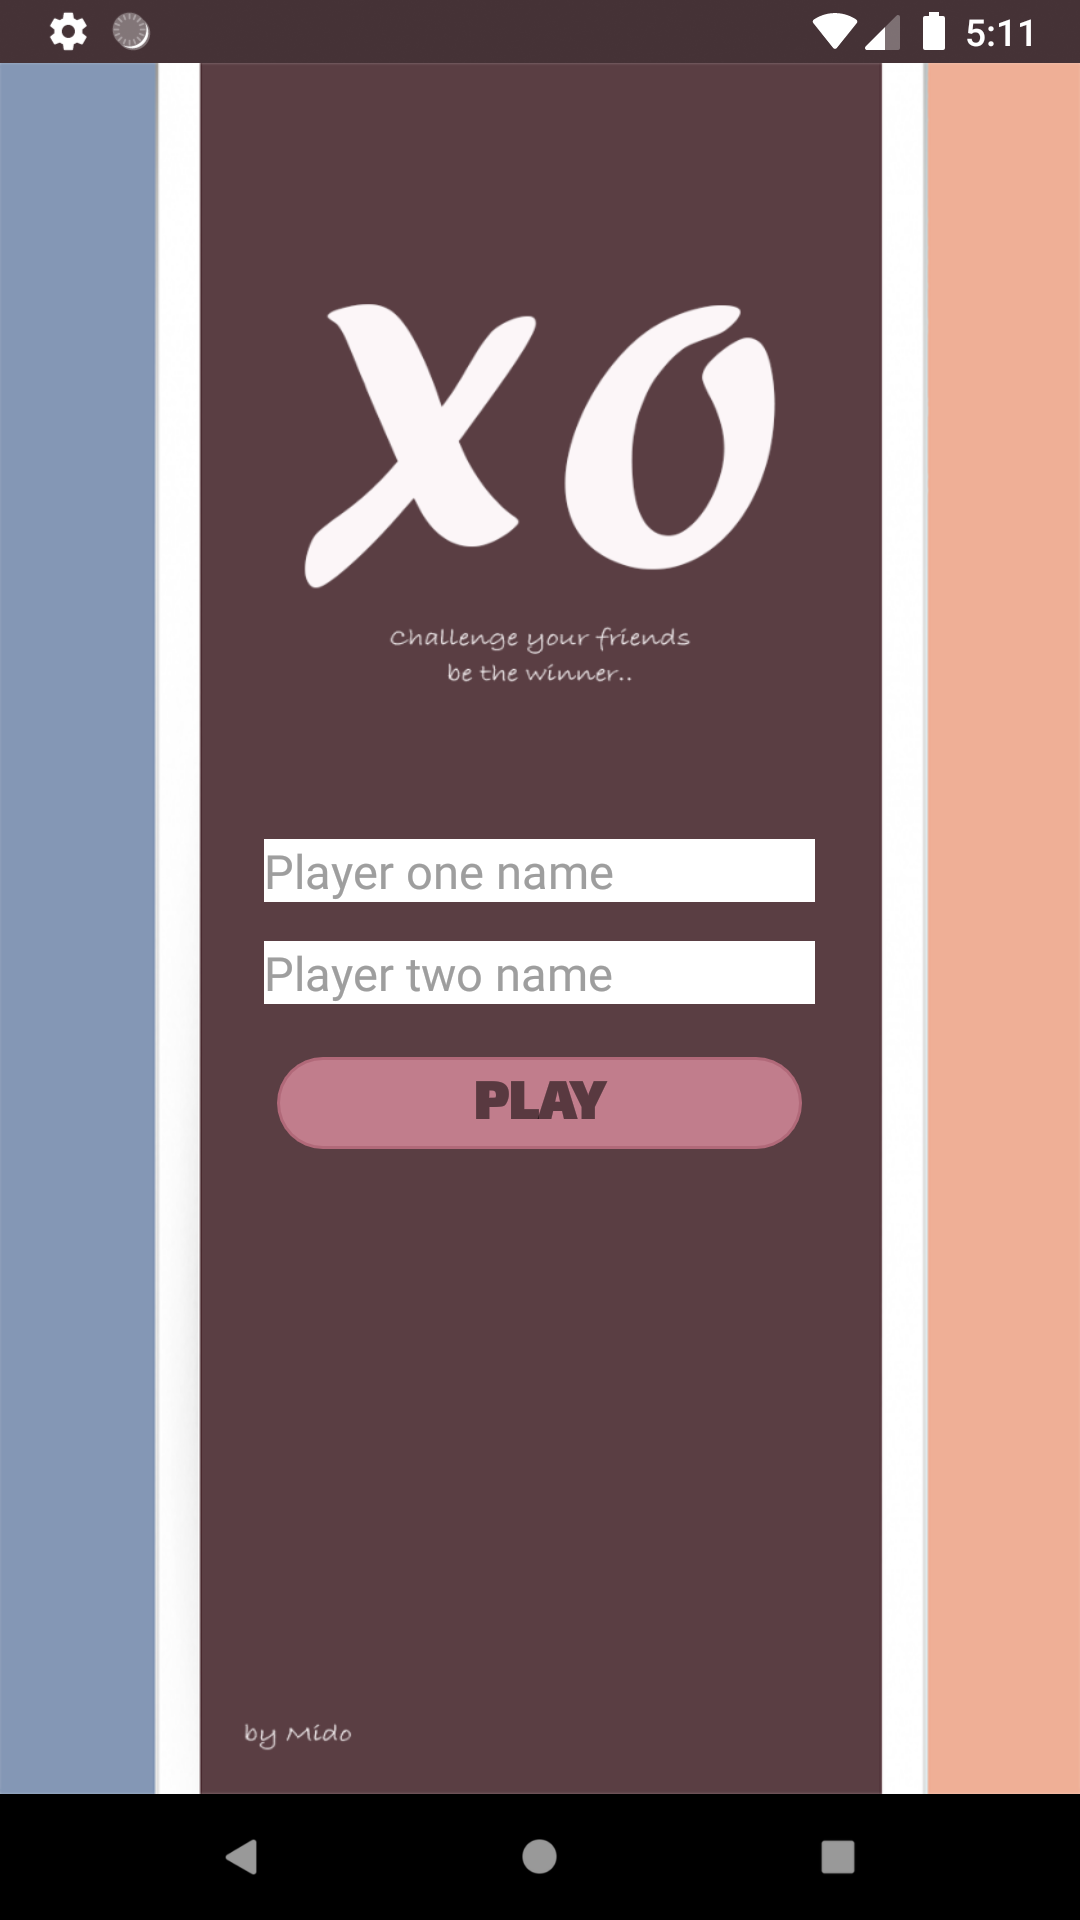 5:11
XO
Challenge your friends
be the winner..
Player one name
Player two name
PLAY
by Mido